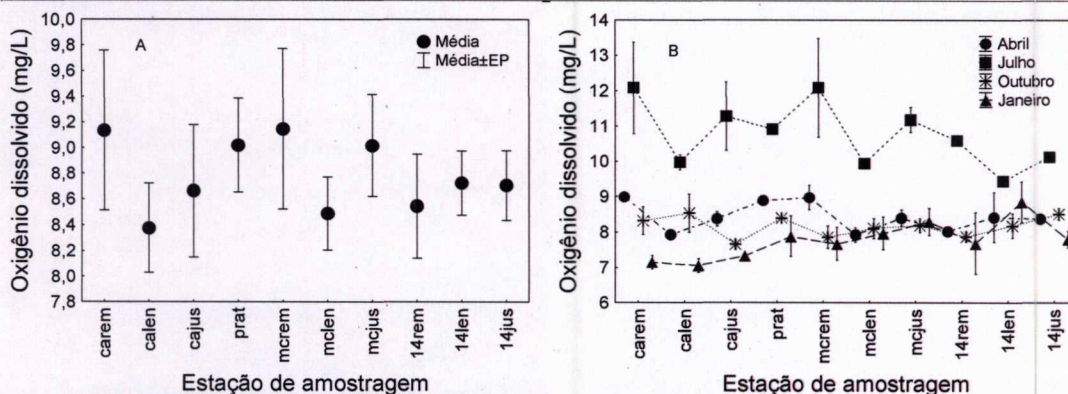 10,0
9,8
9,6
9,4
9,2
9,0
8,8
8,6
8,4
8,2
8,0
7,8
Oxigênio dissolvido (mg/L)
A
Média
Média±EP
carem
calen
cajus
prat
mcrem
mclen
mcjus
14rem
14len
14jus
Estação de amostragem
14
13
12
11
10
9
8
7
6
Oxigênio dissolvido (mg/L)
B
Abril
Julho
Outubro
Janeiro
carem
calen
cajus
prat
mcrem
mclen
mcjus
14rem
14len
14jus
Estação de amostragem